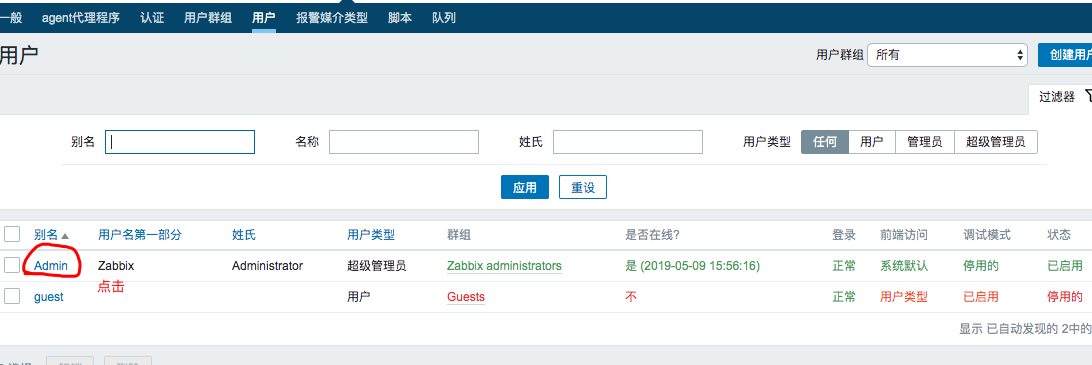 一般 agent代理程序 认证 用户群组 用户 报警媒介类型 脚本 队列
用户 用户群组 所有 创建用户
过滤器
别名 名称 姓氏 用户类型 任何 用户 管理员 超级管理员
应用 重设
别名 用户名第一部分 姓氏 用户类型 群组 是否在线? 登录 前端访问 调试模式 状态
Admin Zabbix Administrator 超级管理员 Zabbix administrators 是 (2019-05-09 15:56:16) 正常 系统默认 停用的 已启用
点击
guest 用户 Guests 不 正常 用户类型 已启用 停用的
显示 已自动发现的 2中的